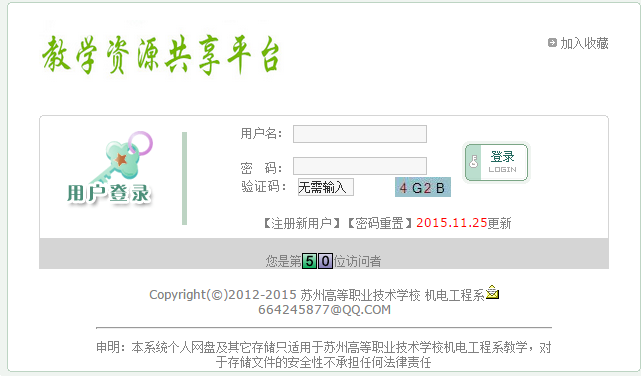 教学资源共享平台
加入收藏
用户名：
密 码：
登录
LOGIN
验证码：
无需输入
4 G2 B
用户登录
【注册新用户】【密码重置】2015.11.25更新
您是第50位访问者
Copyright(©)2012-2015 苏州高等职业技术学校 机电工程系
664245877@QQ.COM
申明：本系统个人网盘及其它存储只适用于苏州高等职业技术学校机电工程系教学，对
于存储文件的安全性不承担任何法律责任